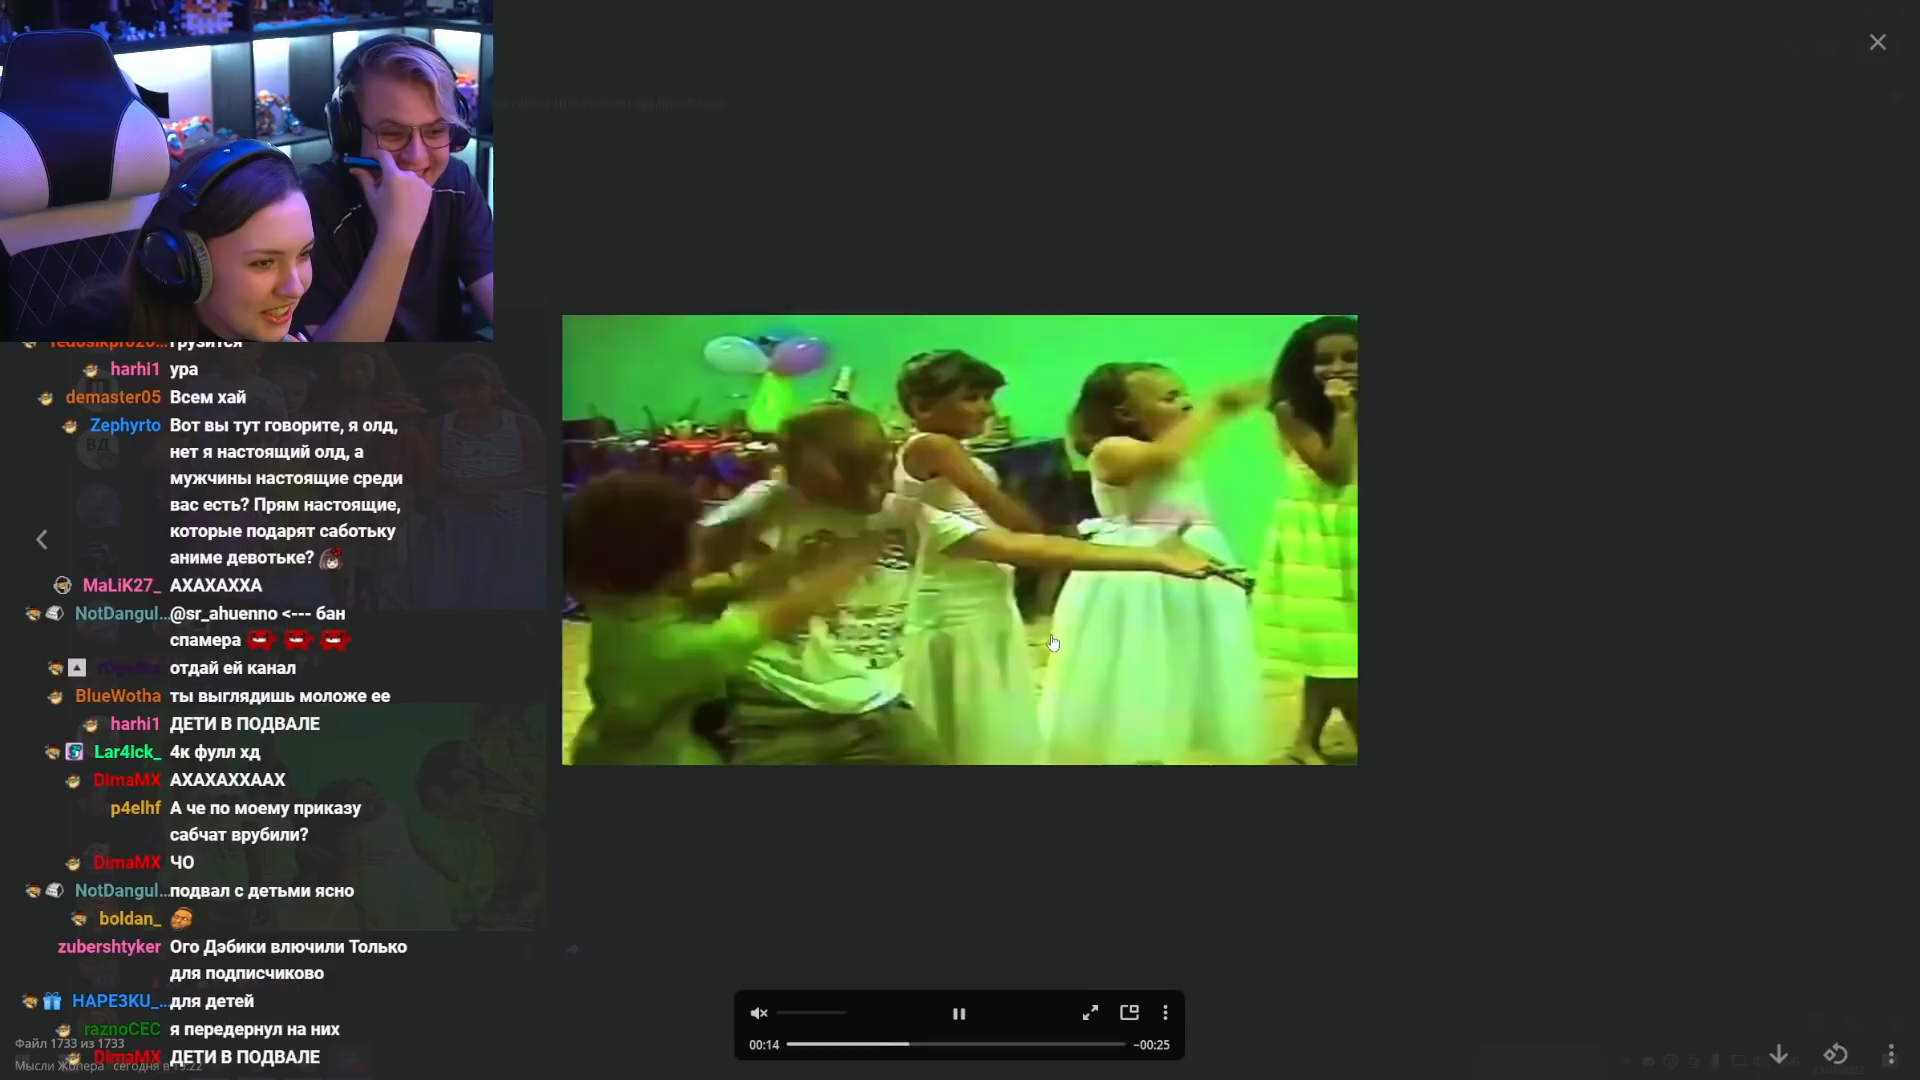 грузится
harhi1 ура
demaster05 Всем хай
Zephyrto Вот вы тут говорите, я олд,
нет я настоящий олд, а
мужчины настоящие среди
вас есть? Прям настоящие,
которые подарят саботьку
аниме девотьке?
MaLiK27_ АХАХАХХА
NotDangul... @sr_ahuenno <--- бан
спамера
отдай ей канал
BlueWotha ты выглядишь моложе ее
harhi1 ДЕТИ В ПОДВАЛЕ
Lar4ick_ 4к фулл хд
DimaMX АХАХАХХААХ
p4elhf А че по моему приказу
сабчат врубили?
DimaMX ЧО
NotDangul... подвал с детьми ясно
boldan_
zubershtyker Ого Дэбики влючили Только
для подписчиково
HAPE3KU_... для детей
raznoCEC я передернул на них
Файл 1733 из 1733
DimaMX ДЕТИ В ПОДВАЛЕ
Мысли Жопера сегодня в
00:14 −00:25